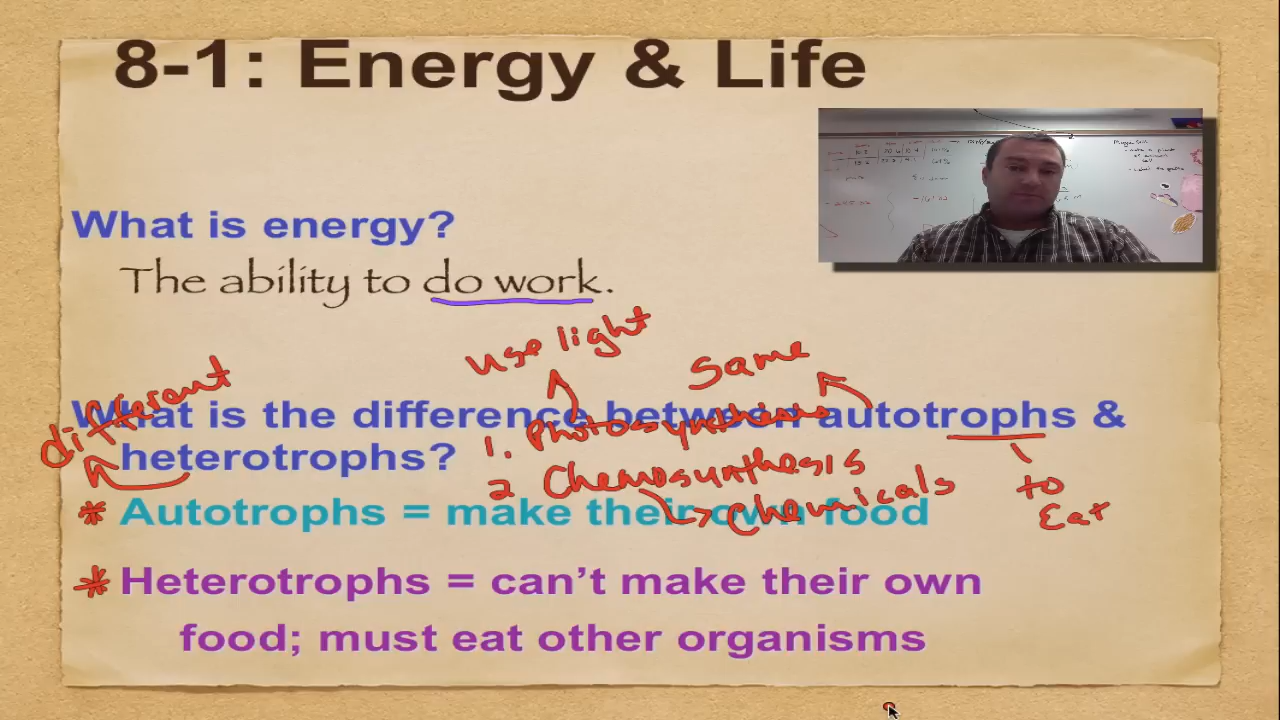 8-1: Energy & Life
What is energy?
The ability to do work.
use light
Same
different
What is the difference between autotrophs &
1. Photosynthesis
heterotrophs?
2 Chemosynthesis
to
Eat
chemicals
* Autotrophs = make their own food
* Heterotrophs = can't make their own
food; must eat other organisms